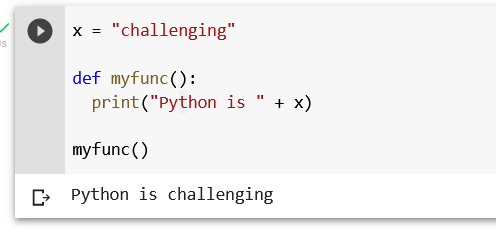 x = "challenging"
def myfunc():
  print("Python is " + x)
myfunc()
Python is challenging